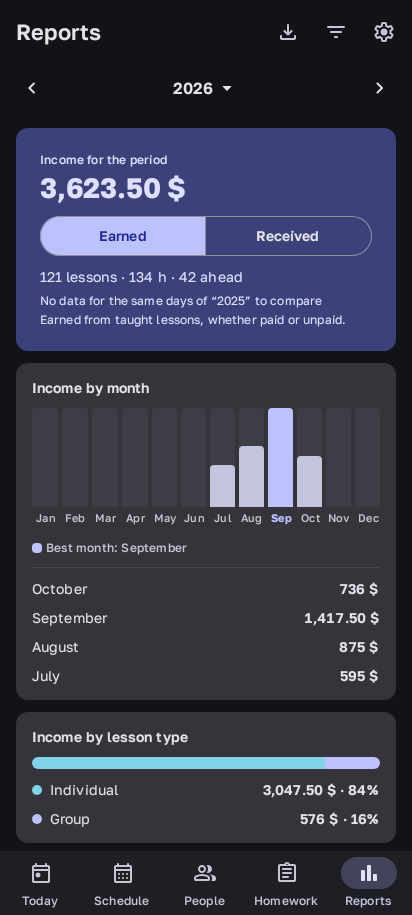 Reports
2026
Income for the period
3,623.50 $
Earned
Received
121 lessons · 134 h · 42 ahead
No data for the same days of “2025” to compare
Earned from taught lessons, whether paid or unpaid.
Income by month
Jan Feb Mar Apr May Jun Jul Aug Sep Oct Nov Dec
Best month: September
October 736 $
September 1,417.50 $
August 875 $
July 595 $
Income by lesson type
Individual 3,047.50 $ · 84%
Group 576 $ · 16%
Today Schedule People Homework Reports